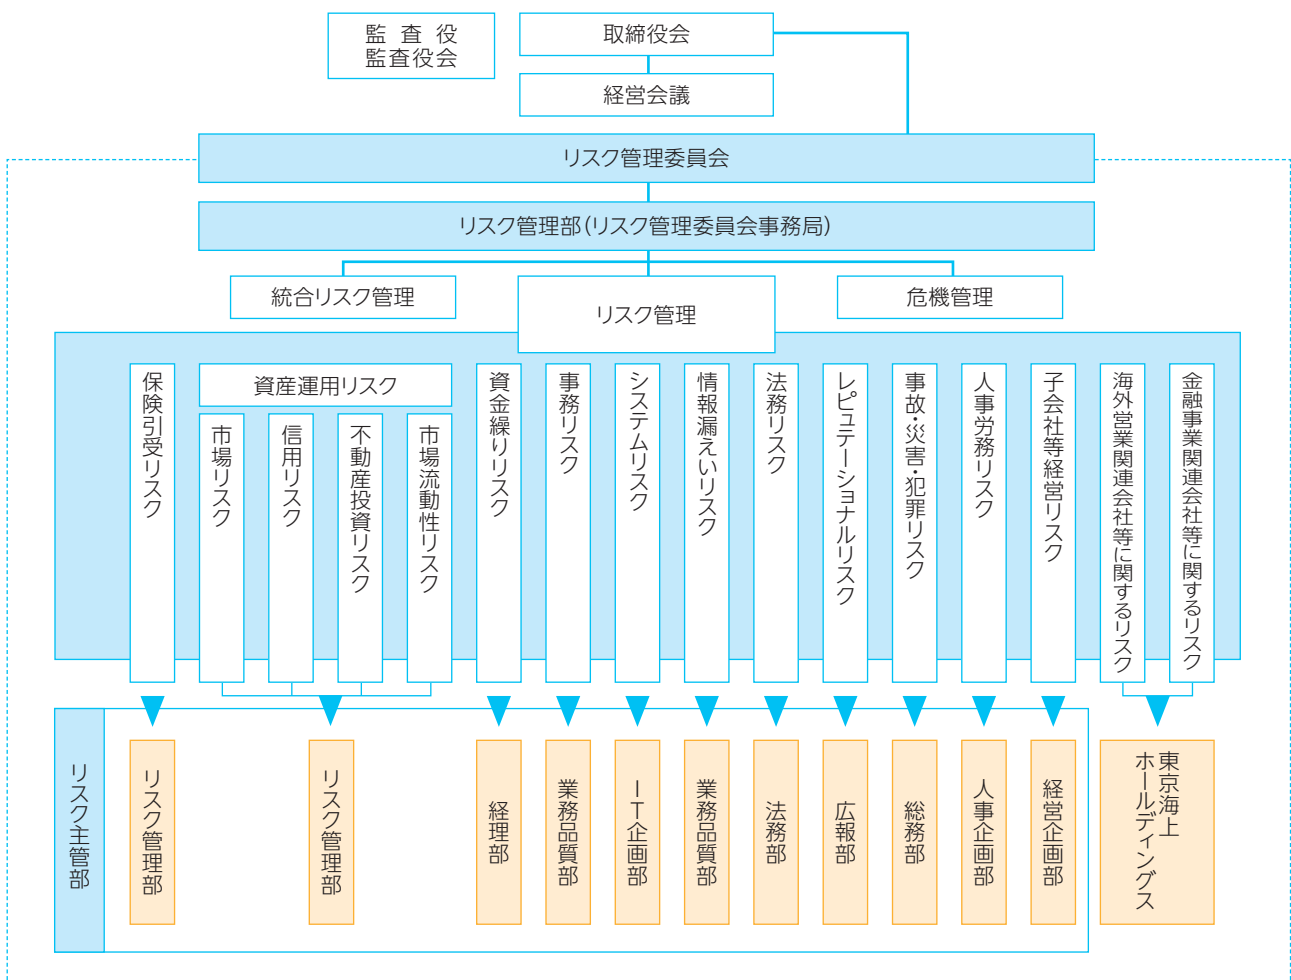 監 査 役
監査役会
取締役会
経営会議
リスク管理委員会
リスク管理部(リスク管理委員会事務局)
統合リスク管理
リスク管理
危機管理
保険引受リスク
資産運用リスク
市場リスク
信用リスク
不動産投資リスク
市場流動性リスク
資金繰りリスク
事務リスク
システムリスク
情報漏えいリスク
法務リスク
レピュテーショナルリスク
事故・災害・犯罪リスク
人事労務リスク
子会社等経営リスク
海外営業関連会社等に関するリスク
金融事業関連会社等に関するリスク
リスク主管部
リスク管理部
リスク管理部
経理部
業務品質部
IT企画部
業務品質部
法務部
広報部
総務部
人事企画部
経営企画部
東京海上
ホールディングス